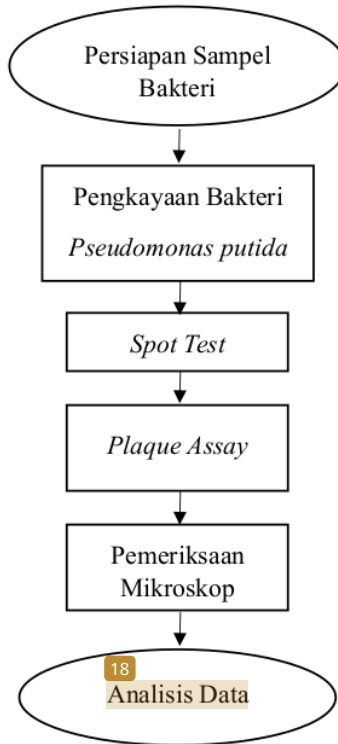 Persiapan Sampel
Bakteri
Pengkayaan Bakteri
Pseudomonas putida
Spot Test
Plaque Assay
Pemeriksaan
Mikroskop
18
Analisis Data